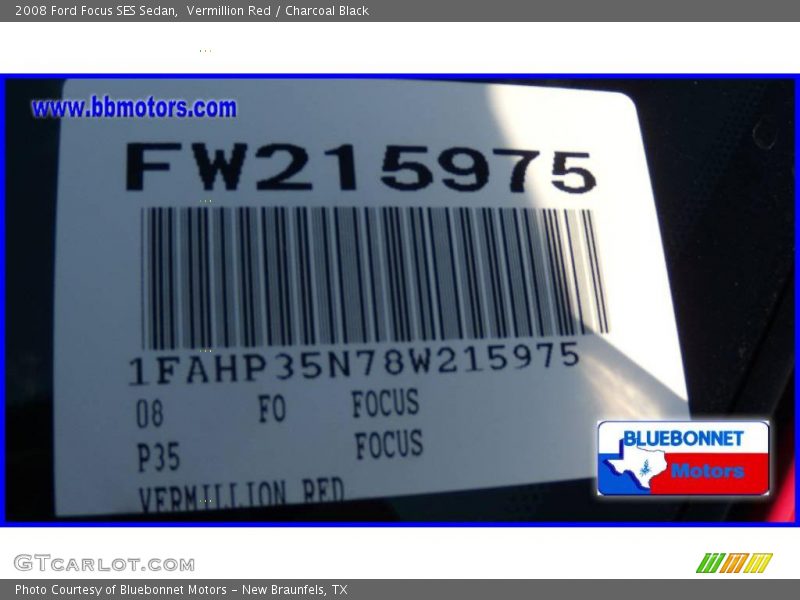 2008 Ford Focus SES Sedan,  Vermillion Red / Charcoal Black
www.bbmotors.com
FW215975
1FAHP35N78W215975
08 FO FOCUS
P35 FOCUS
VERMILLION RED
BLUEBONNET
Motors
GTCARLOT.COM
Photo Courtesy of Bluebonnet Motors - New Braunfels, TX